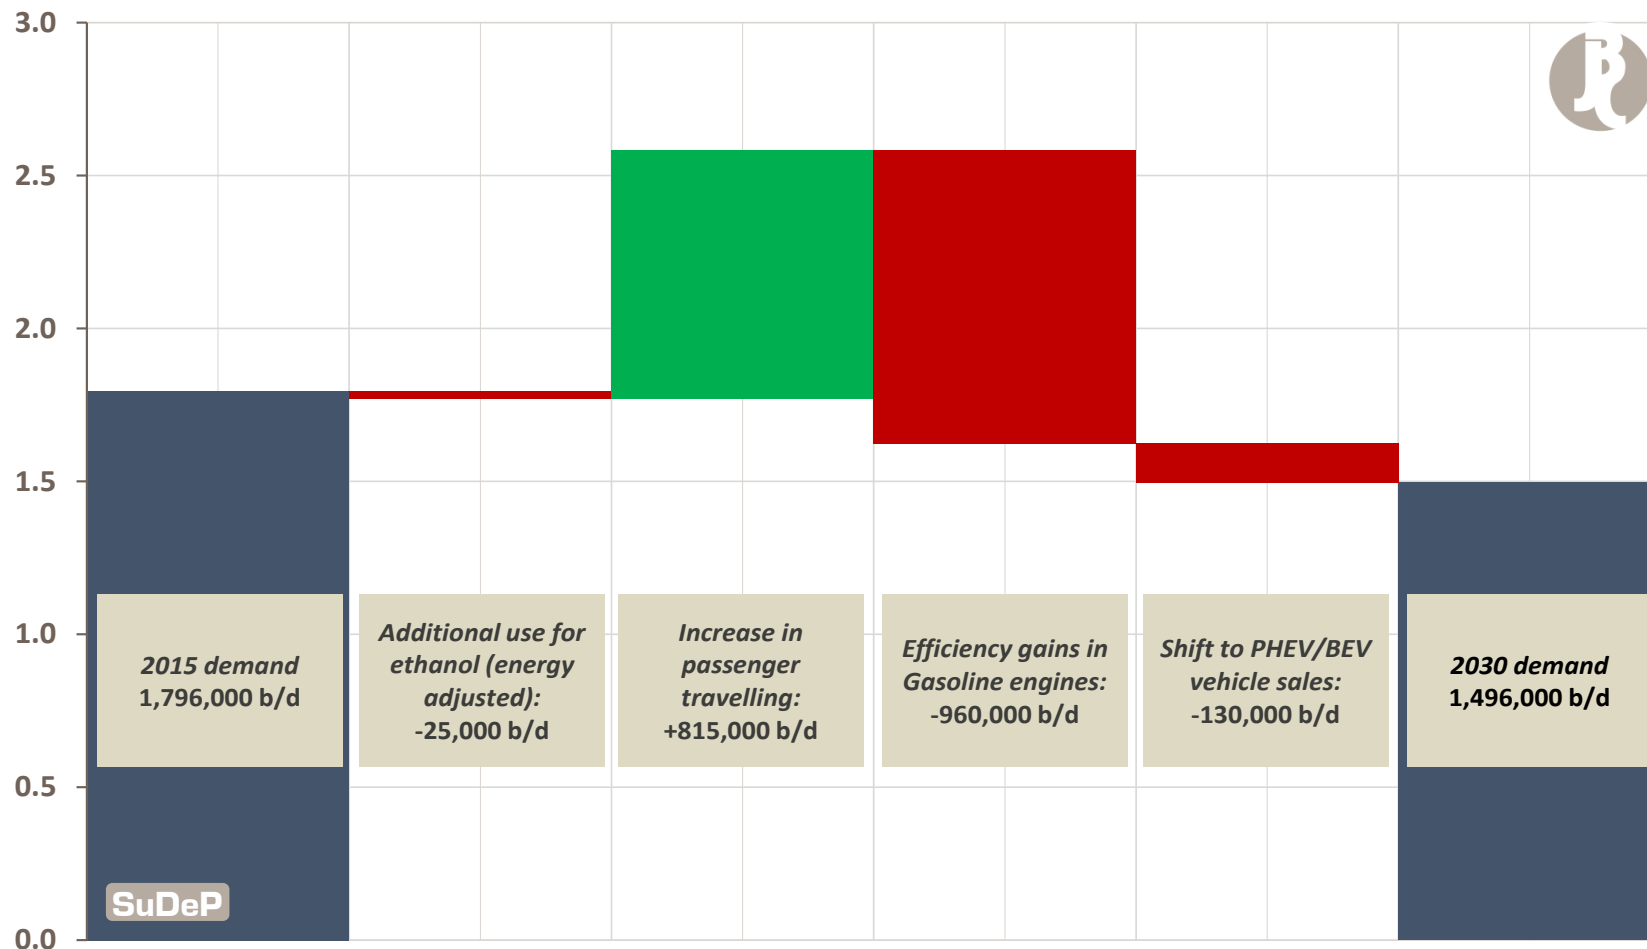 3.0
2.5
2.0
1.5
1.0
0.5
0.0
JBC
2015 demand
1,796,000 b/d
Additional use for
ethanol (energy
adjusted):
-25,000 b/d
Increase in
passenger
travelling:
+815,000 b/d
Efficiency gains in
Gasoline engines:
-960,000 b/d
Shift to PHEV/BEV
vehicle sales:
-130,000 b/d
2030 demand
1,496,000 b/d
SuDeP